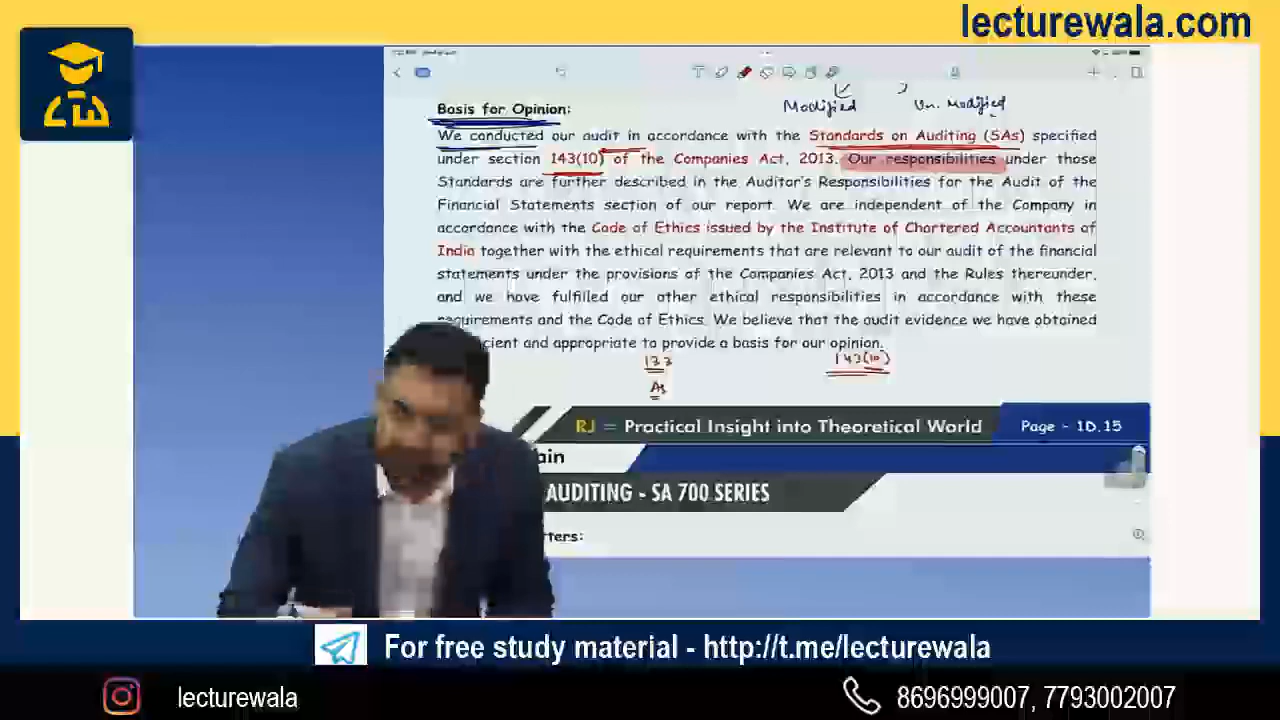 lecturewala.com
Modified Un. Modified
Basis for Opinion:
We conducted our audit in accordance with the Standards on Auditing (SAs) specified
under section 143(10) of the Companies Act, 2013. Our responsibilities under those
Standards are further described in the Auditor's Responsibilities for the Audit of the
Financial Statements section of our report. We are independent of the Company in
accordance with the Code of Ethics issued by the Institute of Chartered Accountants of
India together with the ethical requirements that are relevant to our audit of the financial
statements under the provisions of the Companies Act, 2013 and the Rules thereunder,
and we have fulfilled our other ethical responsibilities in accordance with these
requirements and the Code of Ethics. We believe that the audit evidence we have obtained
cient and appropriate to provide a basis for our opinion.
133 143(10)
As
RJ = Practical Insight into Theoretical World Page - 10.15
ain
AUDITING - SA 700 SERIES
tters:
For free study material - http://t.me/lecturewala
lecturewala 8696999007, 7793002007